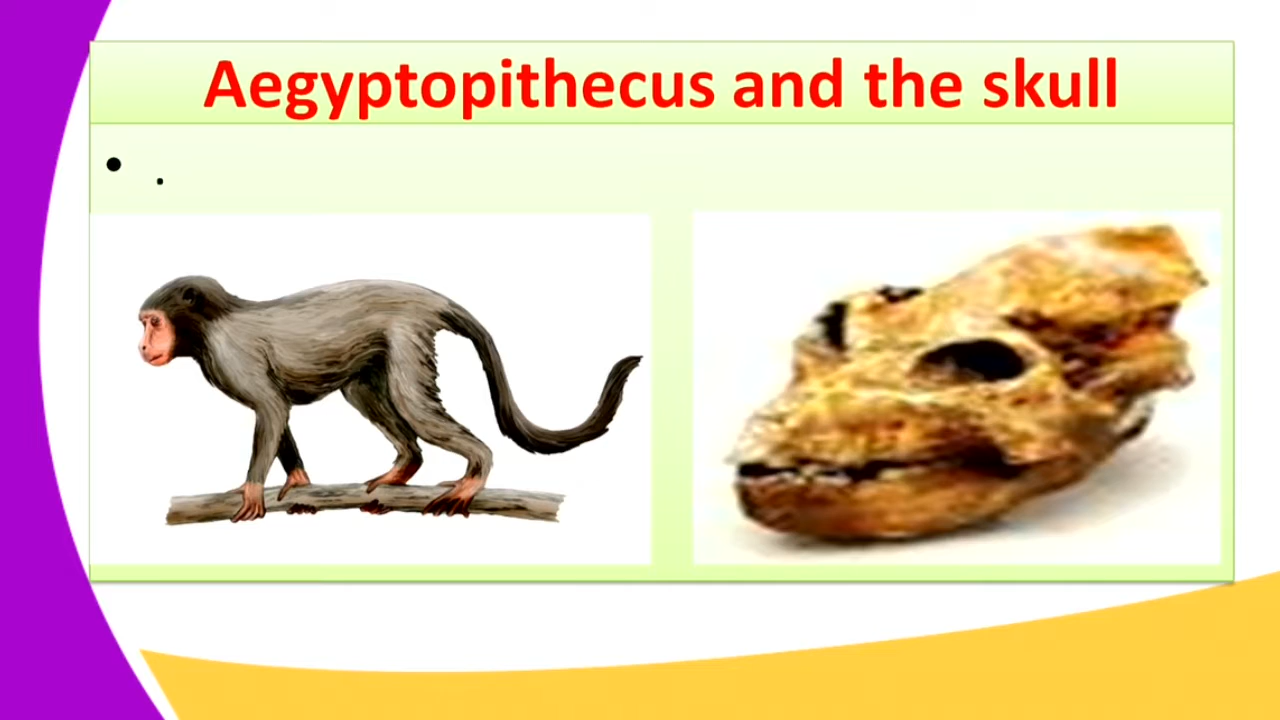 Aegyptopithecus and the skull
• .